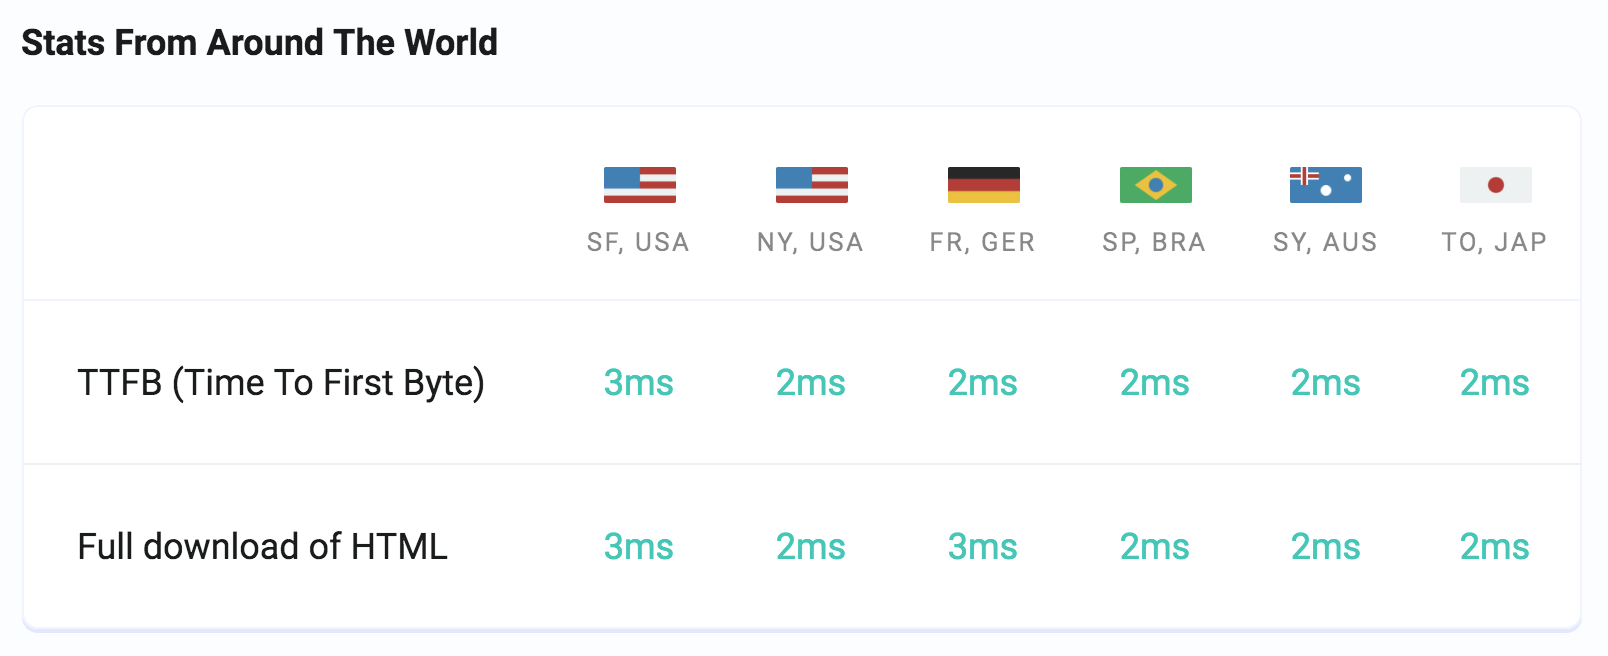 Stats From Around The World
SF, USA NY, USA FR, GER SP, BRA SY, AUS TO, JAP
TTFB (Time To First Byte) 3ms 2ms 2ms 2ms 2ms 2ms
Full download of HTML 3ms 2ms 3ms 2ms 2ms 2ms